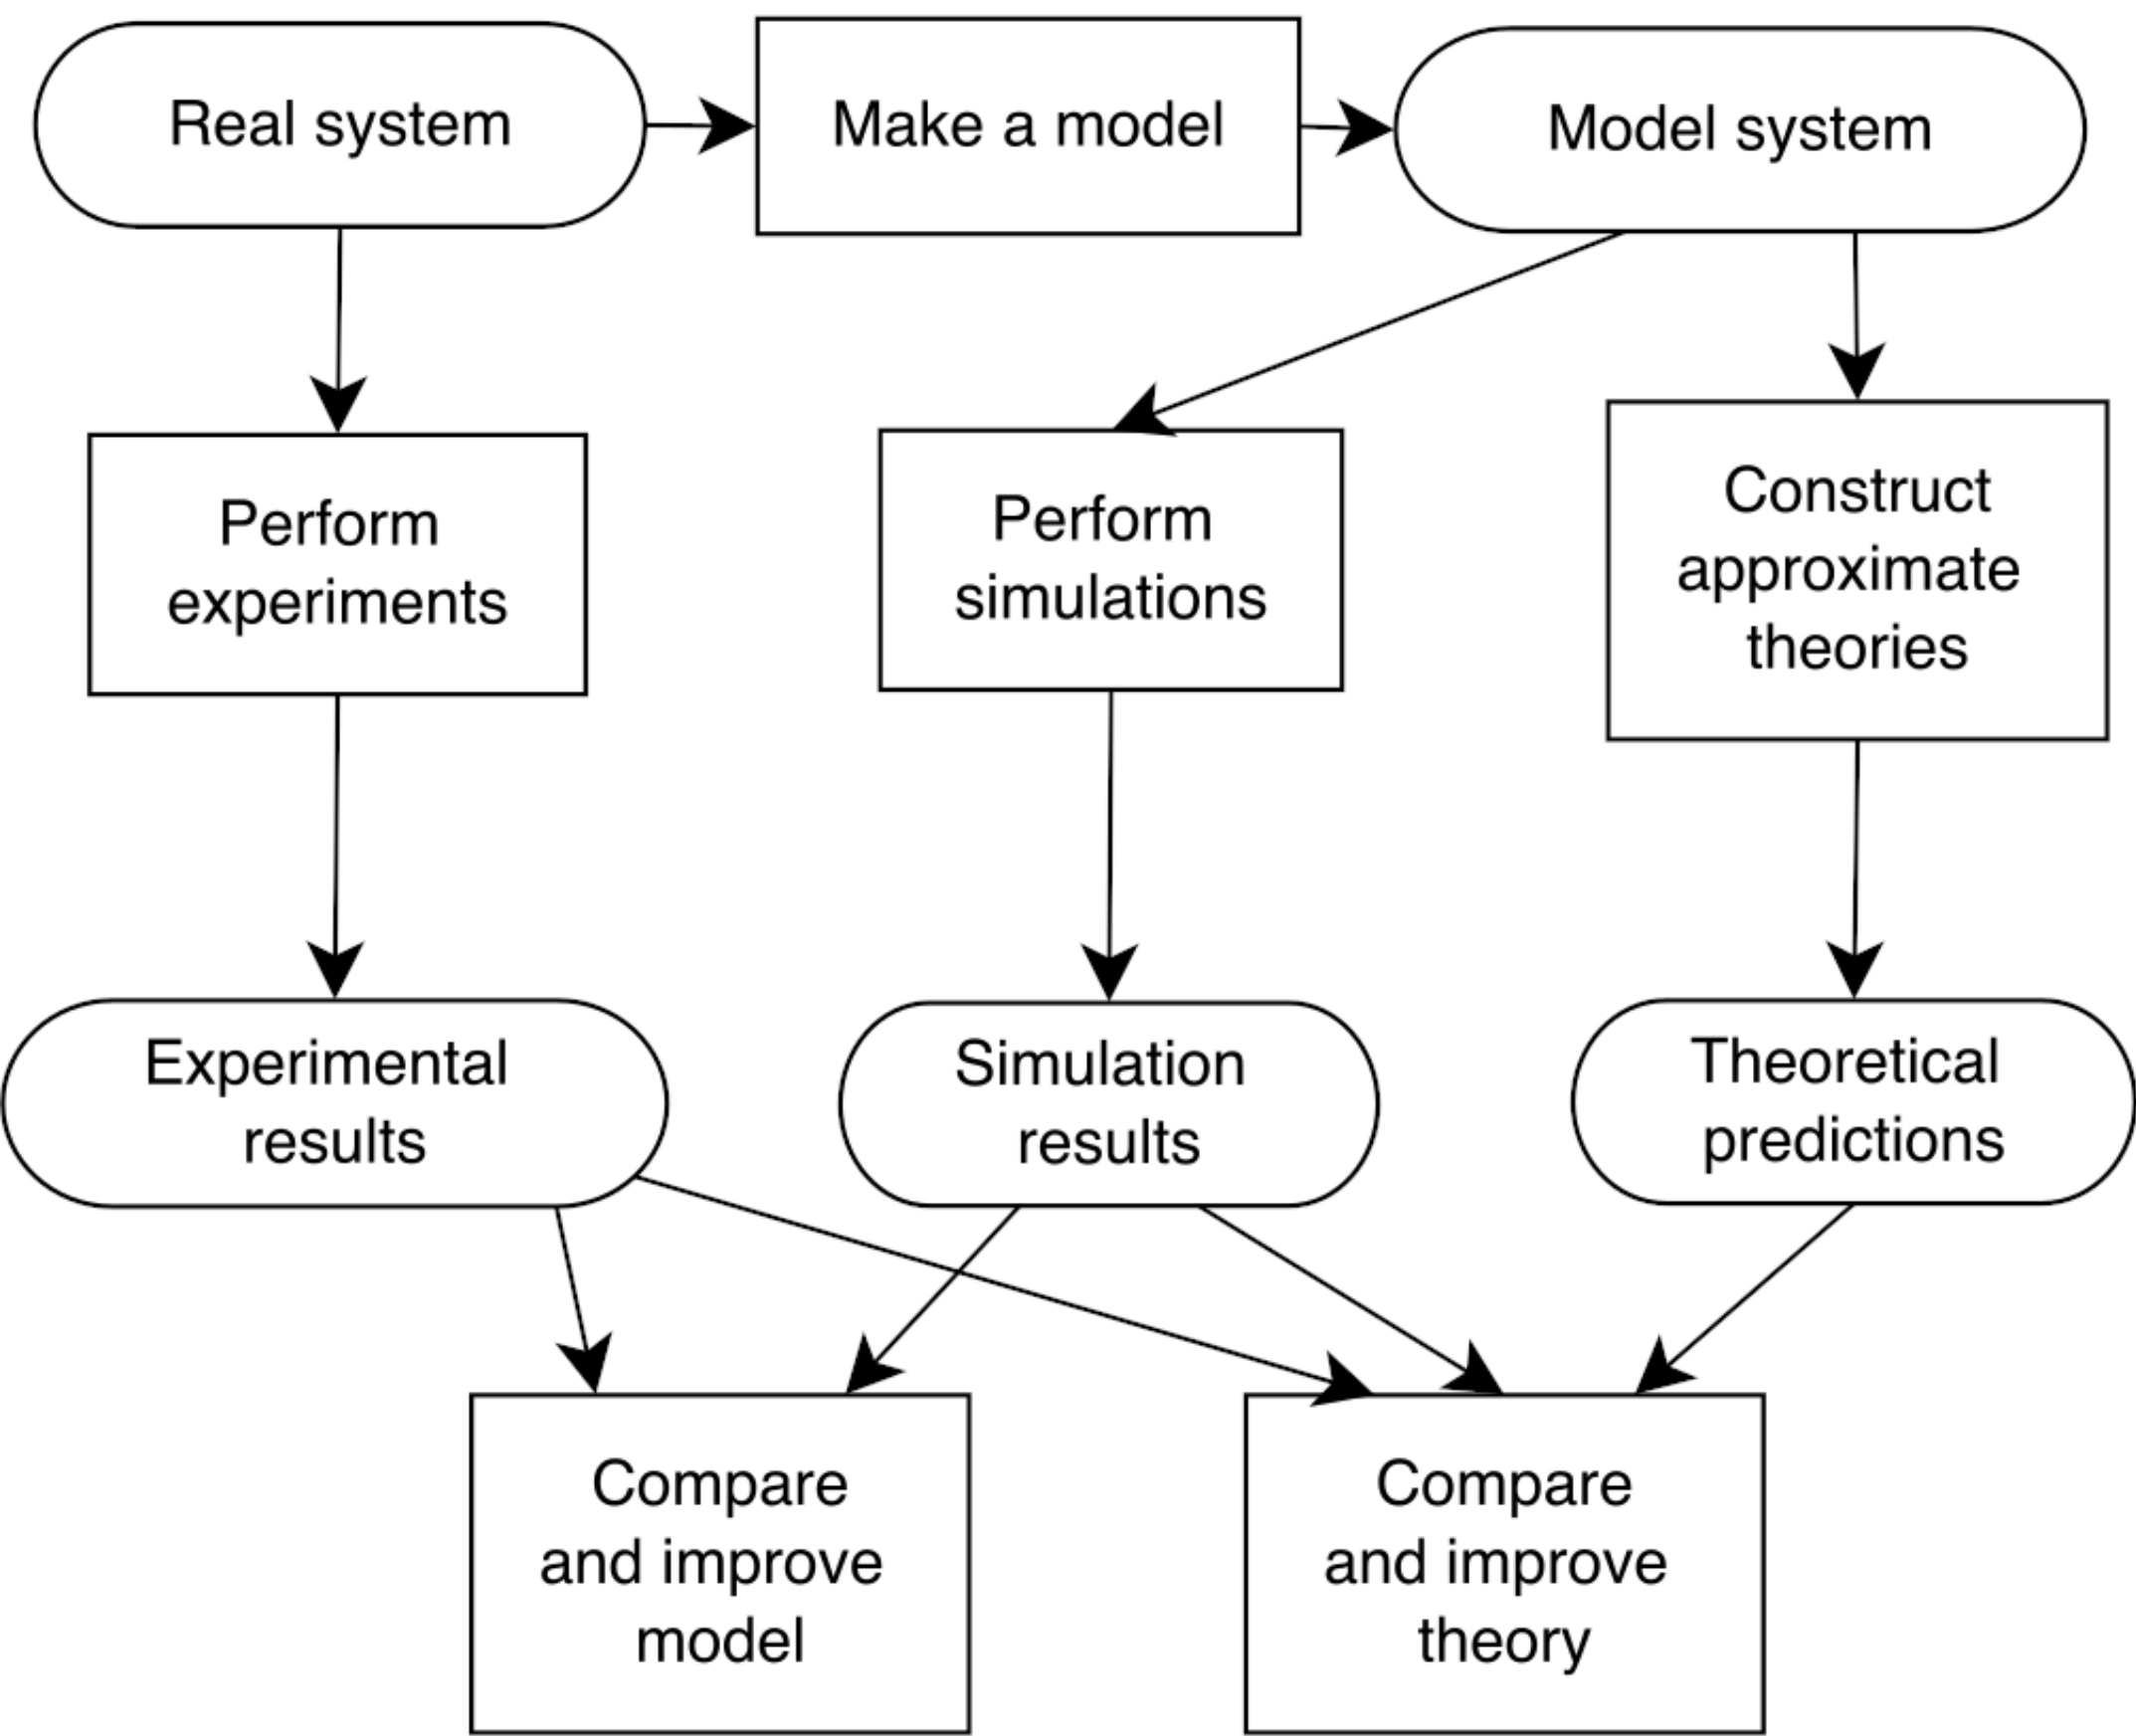 Real system
Make a model
Model system
Perform
experiments
Perform
simulations
Construct
approximate
theories
Experimental
results
Simulation
results
Theoretical
predictions
Compare
and improve
model
Compare
and improve
theory